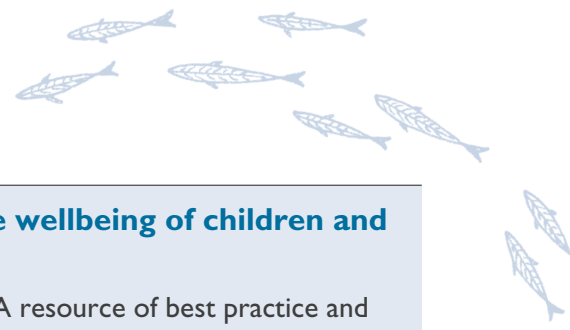 e wellbeing of children and
A resource of best practice and